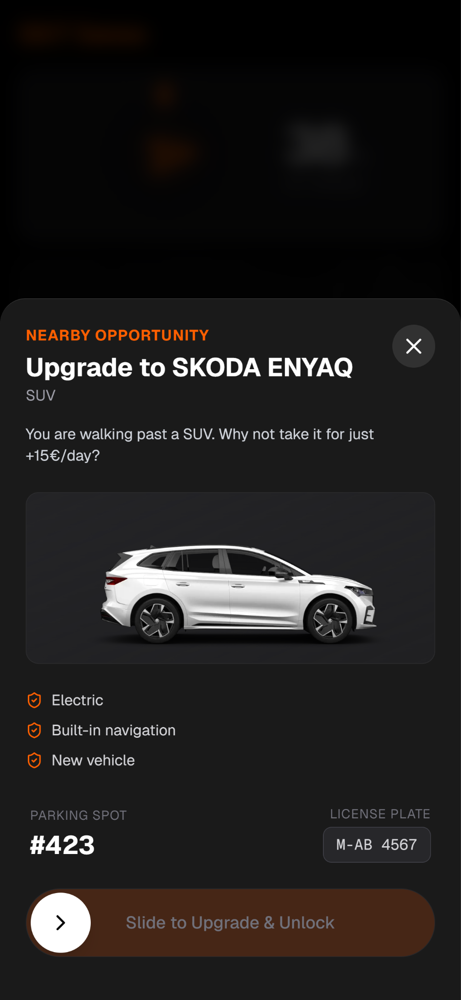 NEARBY OPPORTUNITY
Upgrade to SKODA ENYAQ
SUV
You are walking past a SUV. Why not take it for just
+15€/day?
Electric
Built-in navigation
New vehicle
PARKING SPOT
#423
LICENSE PLATE
M-AB 4567
Slide to Upgrade & Unlock